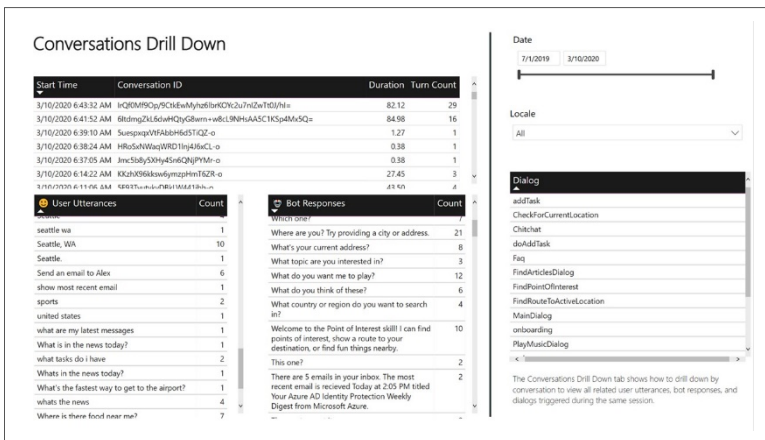 Conversations Drill Down
Start Time Conversation ID Duration Turn Count
3/10/2020 6:43:32 AM 82.12 29
3/10/2020 6:41:52 AM 84.98 16
3/10/2020 6:39:10 AM 5uespxqxVtFAbbH6d5TiQZ-o 1.27 1
3/10/2020 6:38:24 AM HRoSxNWaqWRD1Inj4J6xCL-o 0.38 1
3/10/2020 6:37:05 AM Jmc5b8y5XHy4Sn6QNjPYMr-o 0.38 1
3/10/2020 6:14:22 AM KKzhX96kksw6ymzpHmT6ZR-o 27.45 3
3/10/2020 6:11:06 AM 43.50 4
User Utterances Count
Seattle 4
seattle wa 1
Seattle, WA 10
Seattle. 1
Send an email to Alex 6
show most recent email 1
sports 2
united states 1
what are my latest messages 1
What is in the news today? 1
what tasks do i have 2
Whats in the news today? 1
What's the fastest way to get to the airport? 1
whats the news 4
Where is there food near me? 7
Bot Responses Count
Which one? 7
Where are you? Try providing a city or address. 21
What's your current address? 8
What topic are you interested in? 3
What do you want me to play? 12
What do you think of these? 6
What country or region do you want to search 4
in?
Welcome to the Point of Interest skill! I can find 10
points of interest, show a route to your
destination, or find fun things nearby.
This one? 2
There are 5 emails in your inbox. The most 2
recent email is recieved Today at 2:05 PM titled
Your Azure AD Identity Protection Weekly
Digest from Microsoft Azure.
Date
7/1/2019 3/10/2020
Locale
All
Dialog
addTask
CheckForCurrentLocation
Chitchat
doAddTask
Faq
FindArticlesDialog
FindPointOfInterest
FindRouteToActiveLocation
MainDialog
onboarding
PlayMusicDialog
The Conversations Drill Down tab shows how to drill down by
conversation to view all related user utterances, bot responses, and
dialogs triggered during the same session.